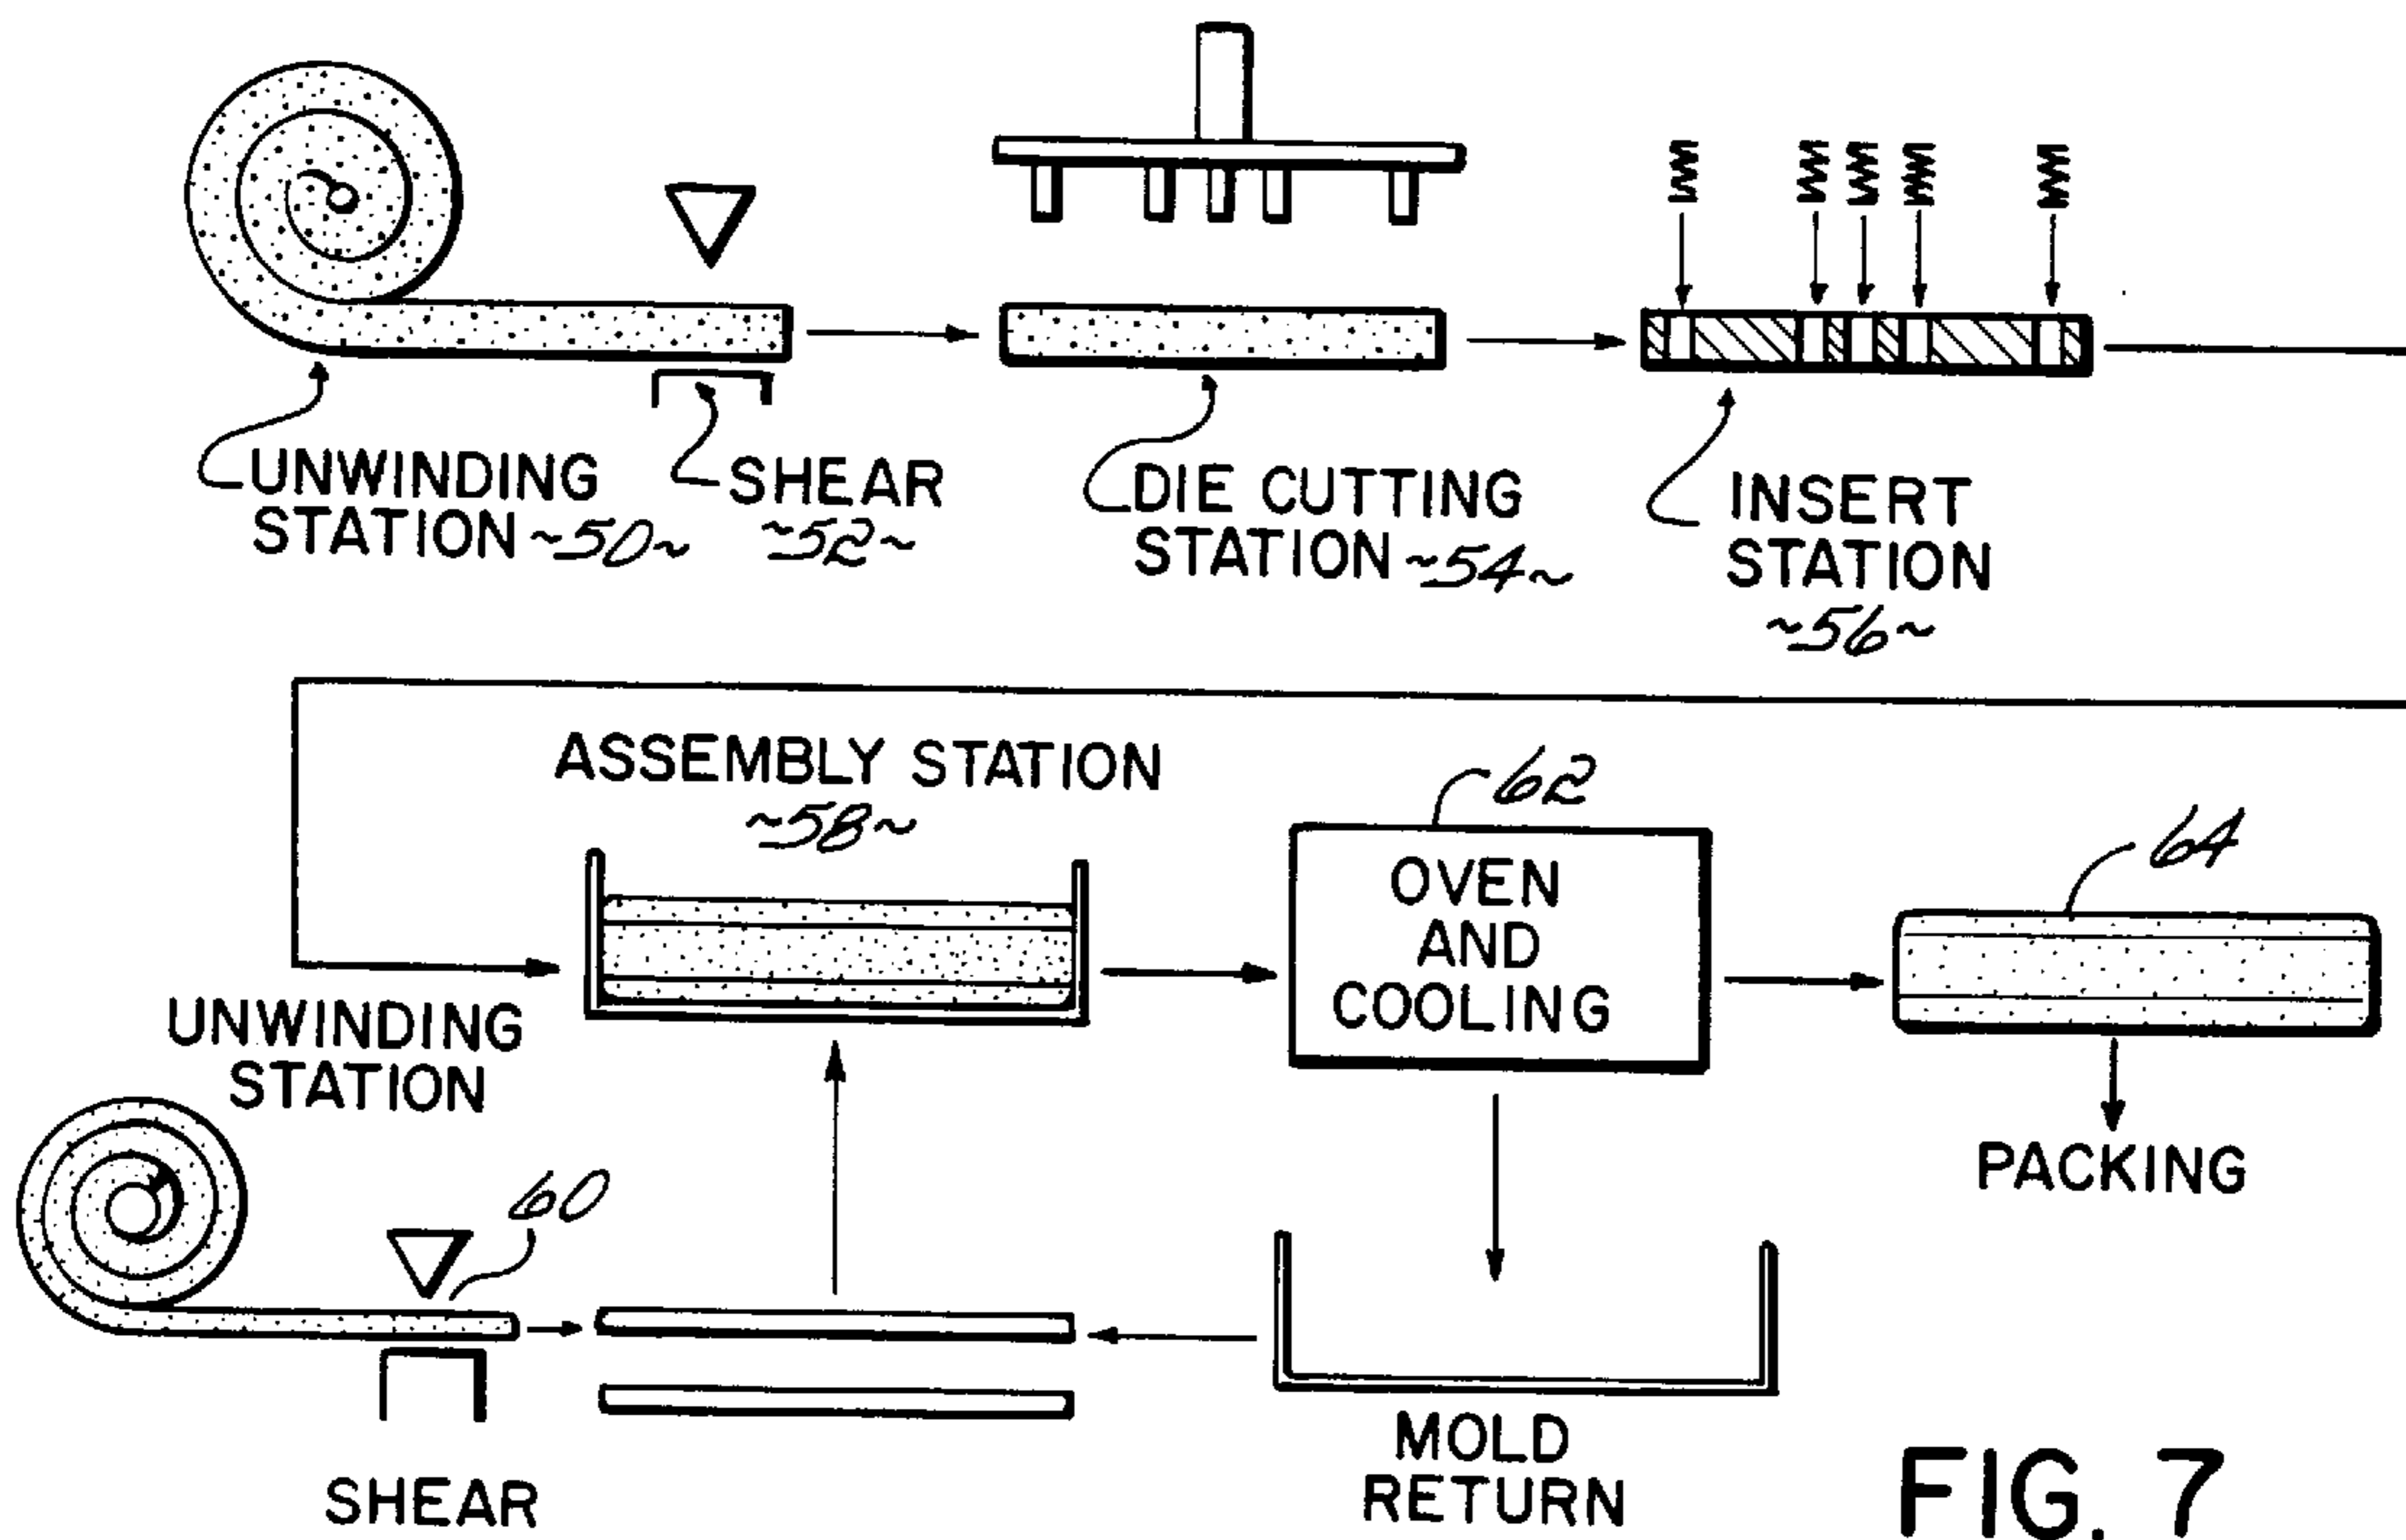 UNWINDING
STATION ~50~
SHEAR
~52~
DIE CUTTING
STATION ~54~
INSERT
STATION
~56~
ASSEMBLY STATION
~58~
62
OVEN
AND
COOLING
64
PACKING
UNWINDING
STATION
60
SHEAR
MOLD
RETURN
FIG. 7